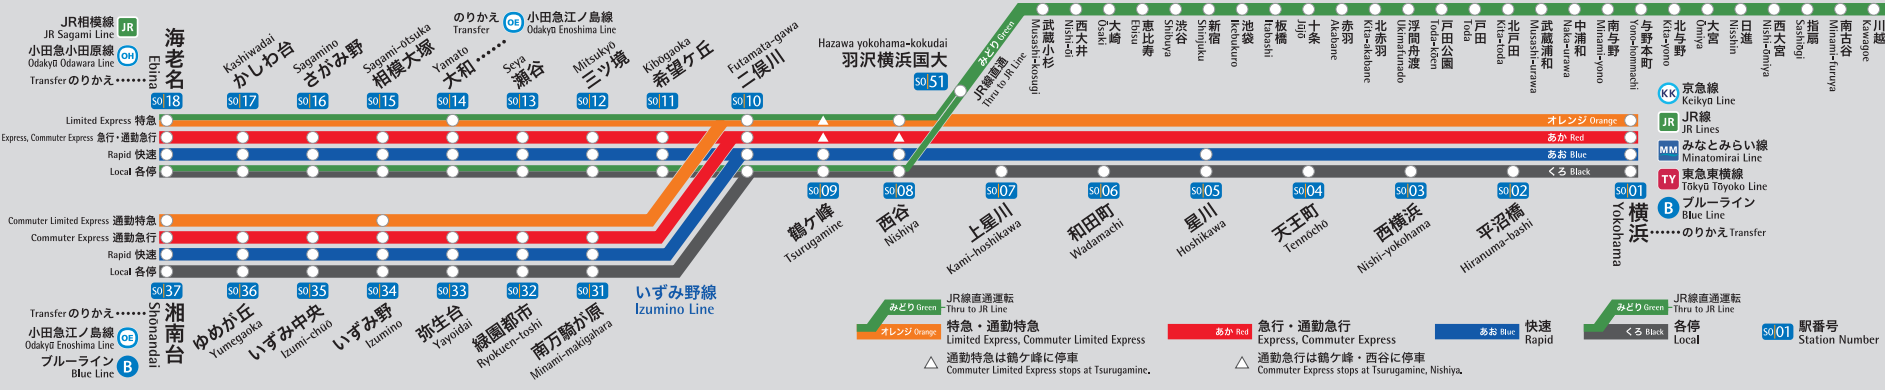 JR相模線
JR Sagami Line
JR
小田急小田原線
Odakyū Odawara Line
OH
Transfer のりかえ
海老名
Ebina
SO 18
かしわ台
Kashiwadai
SO 17
さがみ野
Sagamino
SO 16
相模大塚
Sagami-ōtsuka
SO 15
大和
Yamato
SO 14
のりかえ
Transfer
OE
小田急江ノ島線
Odakyū Enoshima Line
瀬谷
Seya
SO 13
三ツ境
Mitsukyō
SO 12
希望ケ丘
Kibōgaoka
SO 11
二俣川
Futamata-gawa
SO 10
Hazawa yokohama-kokudai
羽沢横浜国大
SO 51
みどり Green
JR線直通
Thru to JR Line
武蔵小杉
Musashi-kosugi
西大井
Nishi-ōi
大崎
Ōsaki
恵比寿
Ebisu
渋谷
Shibuya
新宿
Shinjuku
池袋
Ikebukuro
板橋
Itabashi
十条
Jūjō
赤羽
Akabane
北赤羽
Kita-akabane
浮間舟渡
Ukimafunado
戸田公園
Toda-kōen
戸田
Toda
北戸田
Kita-toda
武蔵浦和
Musashi-urawa
中浦和
Naka-urawa
南与野
Minami-yono
与野本町
Yono-hommachi
北与野
Kita-yono
大宮
Ōmiya
日進
Nisshin
西大宮
Nishi-ōmiya
指扇
Sashiōgi
南古谷
Minami-furuya
川越
Kawagoe
Limited Express 特急
Express, Commuter Express 急行・通勤急行
Rapid 快速
Local 各停
オレンジ Orange
あか Red
あお Blue
くろ Black
KK
京急線
Keikyū Line
JR
JR線
JR Lines
MM
みなとみらい線
Minatomirai Line
TY
東急東横線
Tōkyū Tōyoko Line
B
ブルーライン
Blue Line
のりかえ Transfer
SO 09
鶴ケ峰
Tsurugamine
SO 08
西谷
Nishiya
SO 07
上星川
Kami-hoshikawa
SO 06
和田町
Wadamachi
SO 05
星川
Hoshikawa
SO 04
天王町
Tennōchō
SO 03
西横浜
Nishi-yokohama
SO 02
平沼橋
Hiranuma-bashi
SO 01
横浜
Yokohama
Commuter Limited Express 通勤特急
Commuter Express 通勤急行
Rapid 快速
Local 各停
SO 37
湘南台
Shōnandai
SO 36
ゆめが丘
Yumegaoka
SO 35
いずみ中央
Izumi-chūō
SO 34
いずみ野
Izumino
SO 33
弥生台
Yayoidai
SO 32
緑園都市
Ryokuen-toshi
SO 31
南万騎が原
Minami-makigahara
いずみ野線
Izumino Line
Transfer のりかえ
小田急江ノ島線
Odakyū Enoshima Line
OE
ブルーライン
Blue Line
B
みどり Green
JR線直通運転
Thru to JR Line
オレンジ Orange
特急・通勤特急
Limited Express, Commuter Limited Express
通勤特急は鶴ケ峰に停車
Commuter Limited Express stops at Tsurugamine.
あか Red
急行・通勤急行
Express, Commuter Express
通勤急行は鶴ケ峰・西谷に停車
Commuter Express stops at Tsurugamine, Nishiya.
あお Blue
快速
Rapid
みどり Green
JR線直通運転
Thru to JR Line
くろ Black
各停
Local
SO 01
駅番号
Station Number